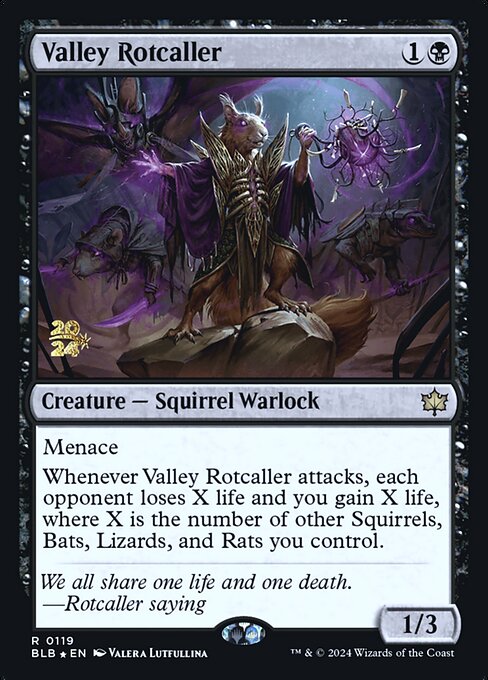 Valley Rotcaller 1
2024
Creature — Squirrel Warlock
Menace
Whenever Valley Rotcaller attacks, each
opponent loses X life and you gain X life,
where X is the number of other Squirrels,
Bats, Lizards, and Rats you control.
We all share one life and one death.
—Rotcaller saying
1/3
R 0119
BLB ★ EN Valera Lutfullina
™ & © 2024 Wizards of the Coast